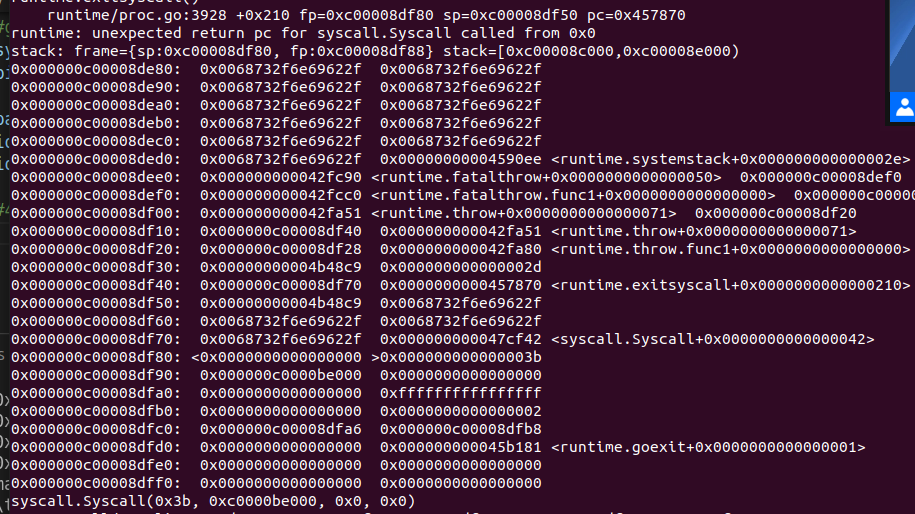 runtime.exitsyscall()
    runtime/proc.go:3928 +0x210 fp=0xc00008df80 sp=0xc00008df50 pc=0x457870
runtime: unexpected return pc for syscall.Syscall called from 0x0
stack: frame={sp:0xc00008df80, fp:0xc00008df88} stack=[0xc00008c000,0xc00008e000)
0x000000c00008de80:  0x0068732f6e69622f  0x0068732f6e69622f
0x000000c00008de90:  0x0068732f6e69622f  0x0068732f6e69622f
0x000000c00008dea0:  0x0068732f6e69622f  0x0068732f6e69622f
0x000000c00008deb0:  0x0068732f6e69622f  0x0068732f6e69622f
0x000000c00008dec0:  0x0068732f6e69622f  0x0068732f6e69622f
0x000000c00008ded0:  0x0068732f6e69622f  0x00000000004590ee <runtime.systemstack+0x000000000000002e>
0x000000c00008dee0:  0x000000000042fc90 <runtime.fatalthrow+0x0000000000000050>  0x000000c00008def0
0x000000c00008def0:  0x000000000042fcc0 <runtime.fatalthrow.func1+0x0000000000000000>  0x000000c00000
0x000000c00008df00:  0x000000000042fa51 <runtime.throw+0x0000000000000071>  0x000000c00008df20
0x000000c00008df10:  0x000000c00008df40  0x000000000042fa51 <runtime.throw+0x0000000000000071>
0x000000c00008df20:  0x000000c00008df28  0x000000000042fa80 <runtime.throw.func1+0x0000000000000000>
0x000000c00008df30:  0x00000000004b48c9  0x000000000000002d
0x000000c00008df40:  0x000000c00008df70  0x0000000000457870 <runtime.exitsyscall+0x0000000000000210>
0x000000c00008df50:  0x00000000004b48c9  0x0068732f6e69622f
0x000000c00008df60:  0x0068732f6e69622f  0x0068732f6e69622f
0x000000c00008df70:  0x0068732f6e69622f  0x000000000047cf42 <syscall.Syscall+0x0000000000000042>
0x000000c00008df80: <0x0000000000000000 >0x000000000000003b
0x000000c00008df90:  0x000000c0000be000  0x0000000000000000
0x000000c00008dfa0:  0x0000000000000000  0xffffffffffffffff
0x000000c00008dfb0:  0x0000000000000000  0x0000000000000002
0x000000c00008dfc0:  0x000000c00008dfa6  0x000000c00008dfb8
0x000000c00008dfd0:  0x0000000000000000  0x000000000045b181 <runtime.goexit+0x0000000000000001>
0x000000c00008dfe0:  0x0000000000000000  0x0000000000000000
0x000000c00008dff0:  0x0000000000000000  0x0000000000000000
syscall.Syscall(0x3b, 0xc0000be000, 0x0, 0x0)